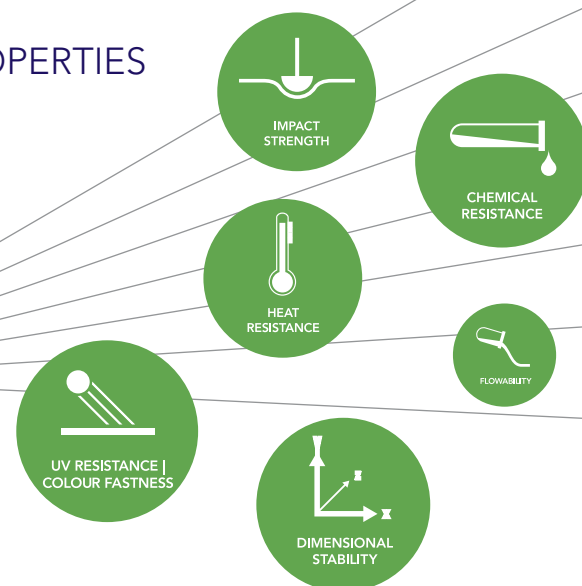 OPERTIES
IMPACT
STRENGTH
CHEMICAL
RESISTANCE
HEAT
RESISTANCE
FLOWABILITY
UV RESISTANCE |
COLOUR FASTNESS
DIMENSIONAL
STABILITY